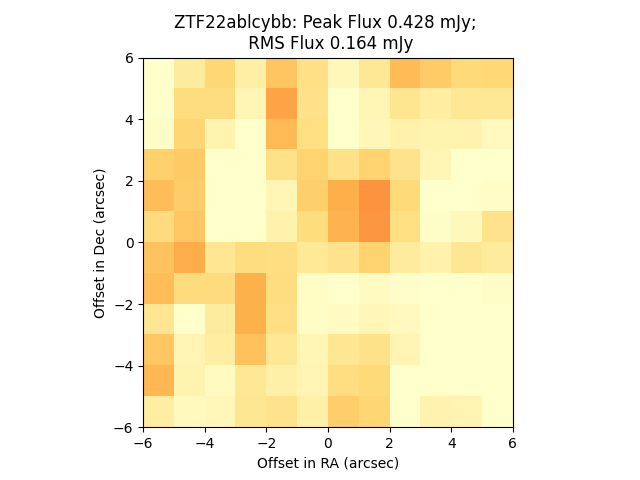 ZTF22ablcybb: Peak Flux 0.428 mJy;
RMS Flux 0.164 mJy
6
4
2
0
−2
−4
−6
Offset in Dec (arcsec)
−6 −4 −2 0 2 4 6
Offset in RA (arcsec)